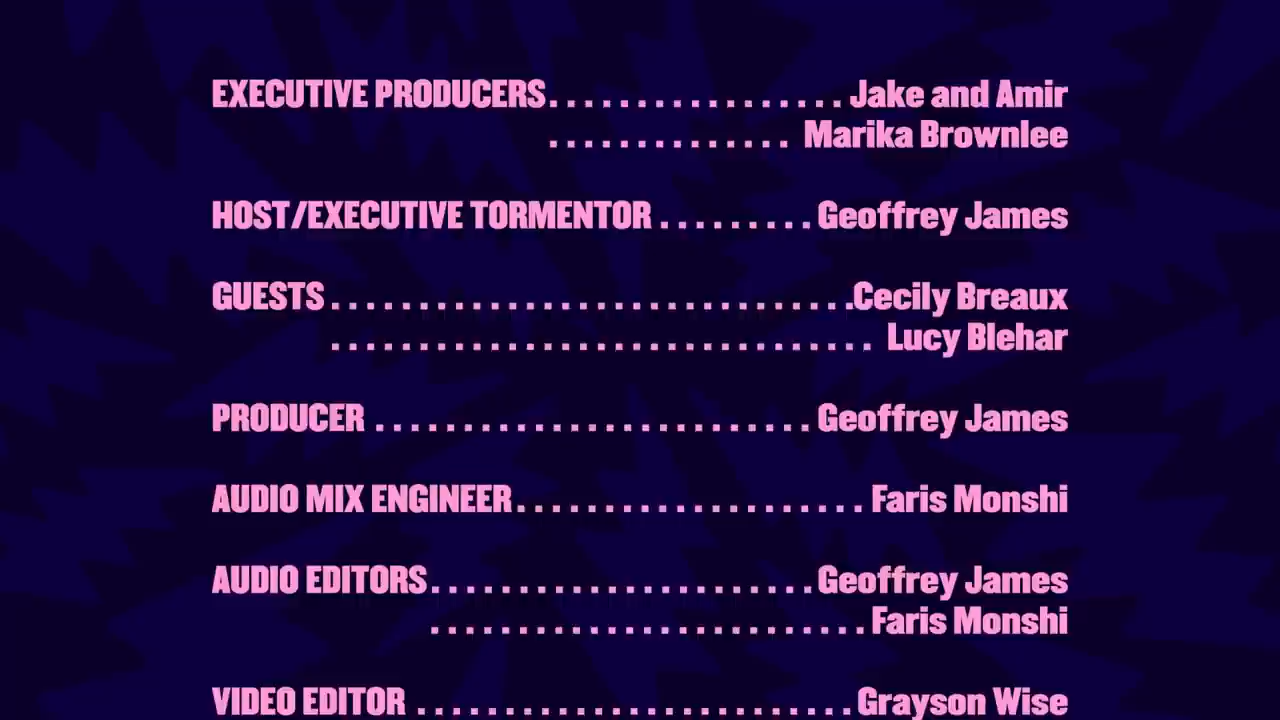 EXECUTIVE PRODUCERS.................Jake and Amir
.............. Marika Brownlee
HOST/EXECUTIVE TORMENTOR .........Geoffrey James
GUESTS ..............................Cecily Breaux
............................... Lucy Blehar
PRODUCER .........................Geoffrey James
AUDIO MIX ENGINEER....................Faris Monshi
AUDIO EDITORS......................Geoffrey James
.........................Faris Monshi
VIDEO EDITOR .........................Grayson Wise